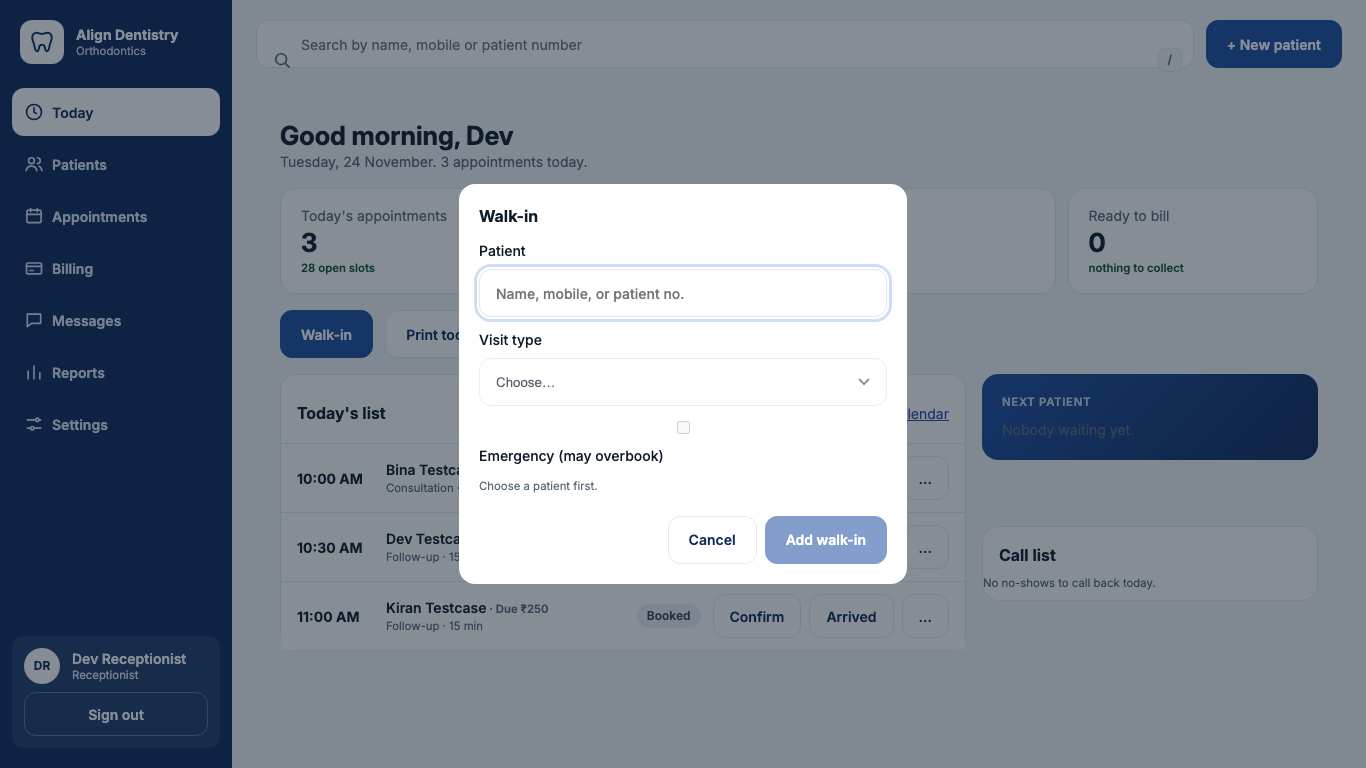 Align Dentistry
Orthodontics
Today
Patients
Appointments
Billing
Messages
Reports
Settings
DR
Dev Receptionist
Receptionist
Sign out
Search by name, mobile or patient number
/
+ New patient
Good morning, Dev
Tuesday, 24 November. 3 appointments today.
Today's appointments
3
28 open slots
Ready to bill
0
nothing to collect
Walk-in
Print
Today's list
10:00 AM
Bina
Consultation ·
...
10:30 AM
Dev
Follow-up · 15
...
11:00 AM
Kiran Testcase · Due ₹250
Follow-up · 15 min
Booked
Confirm
Arrived
...
NEXT PATIENT
Nobody waiting yet.
Call list
No no-shows to call back today.
Walk-in
Patient
Name, mobile, or patient no.
Visit type
Choose...
Emergency (may overbook)
Choose a patient first.
Cancel
Add walk-in